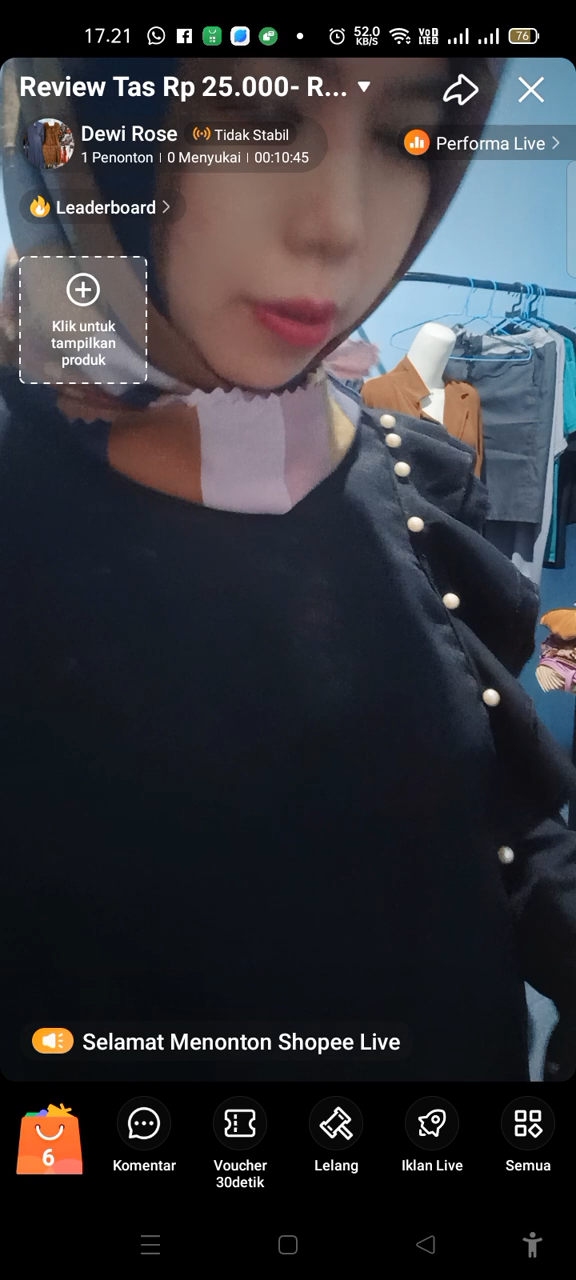 17.21
52.0
KB/S
VoD
LTE
76
Review Tas Rp 25.000- R...
Dewi Rose
Tidak Stabil
1 Penonton | 0 Menyukai | 00:10:45
Performa Live
Leaderboard
Klik untuk
tampilkan
produk
Selamat Menonton Shopee Live
6
Komentar
Voucher
30detik
Lelang
Iklan Live
Semua